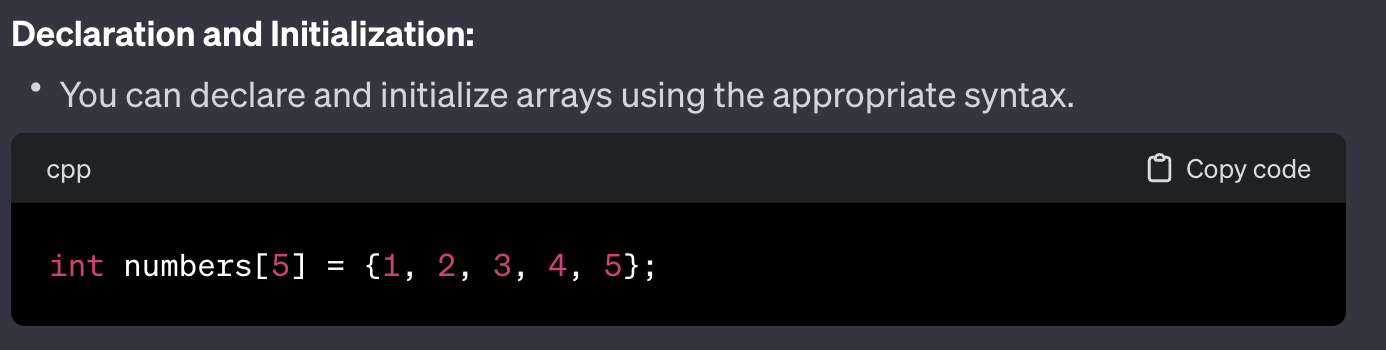 Declaration and Initialization:
• You can declare and initialize arrays using the appropriate syntax.
cpp Copy code
int numbers[5] = {1, 2, 3, 4, 5};